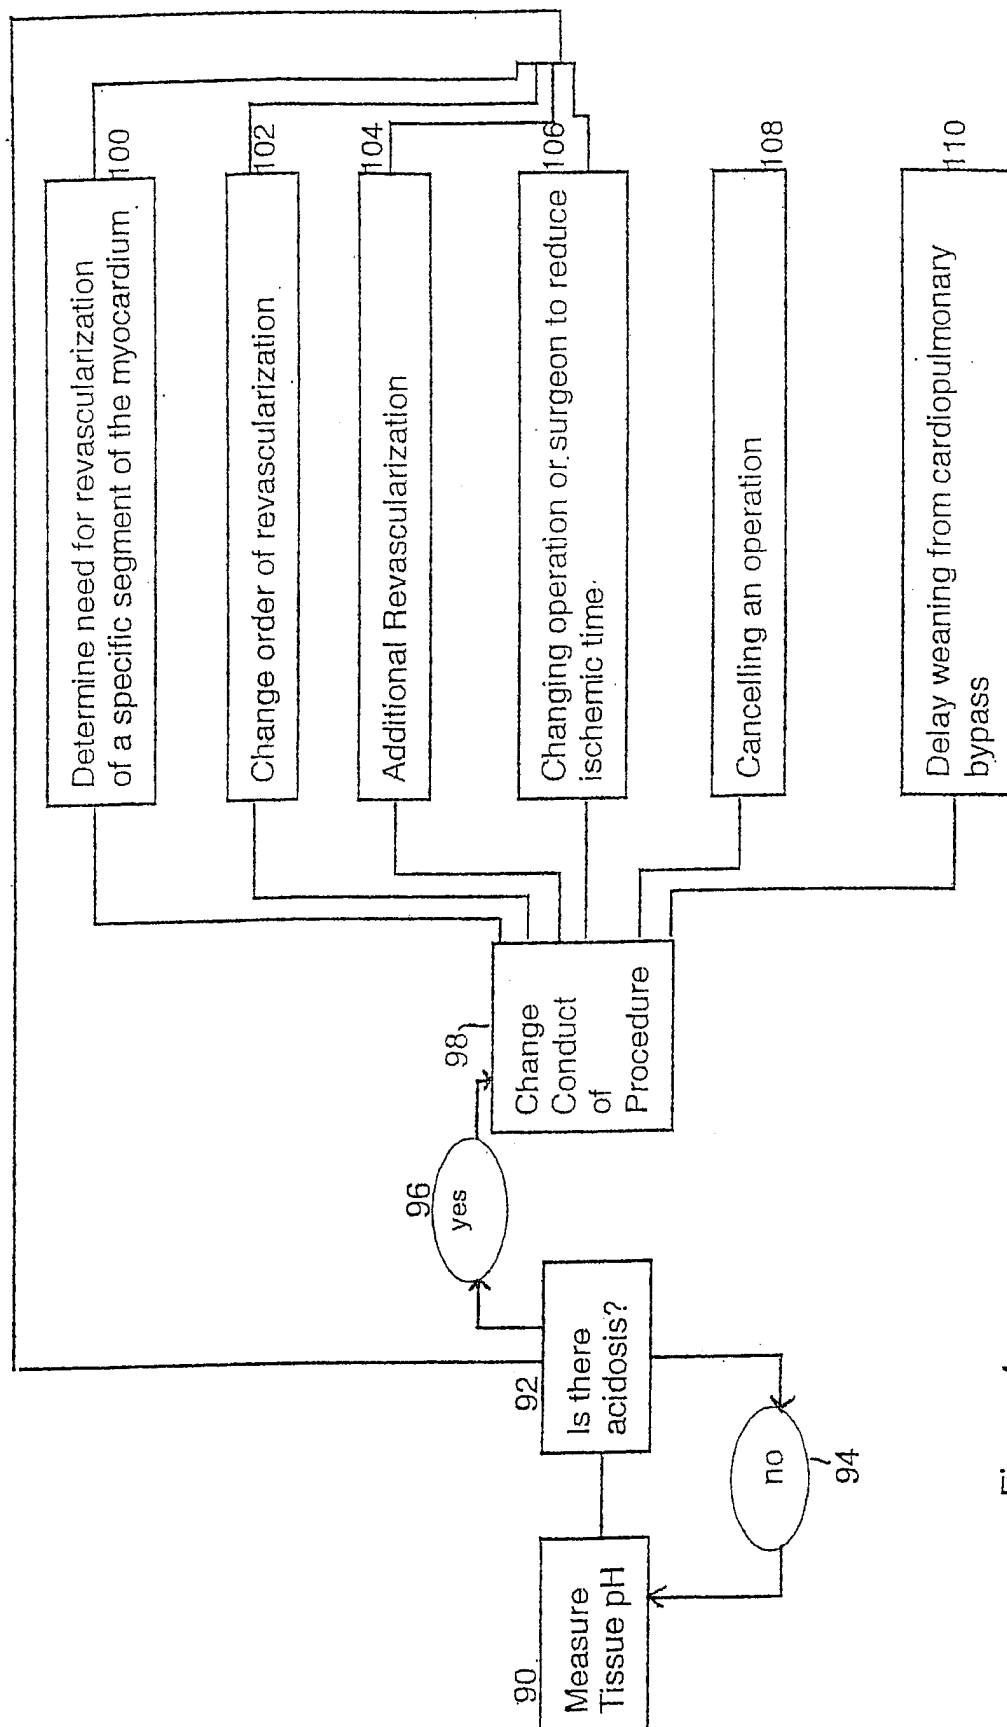 90
Measure
Tissue pH
92
Is there
acidosis?
no
94
96
yes
98
Change
Conduct
of
Procedure
Determine need for revascularization
of a specific segment of the myocardium
100
Change order of revascularization
102
Additional Revascularization
104
Changing operation or surgeon to reduce
ischemic time
106
Cancelling an operation
108
Delay weaning from cardiopulmonary
bypass
110